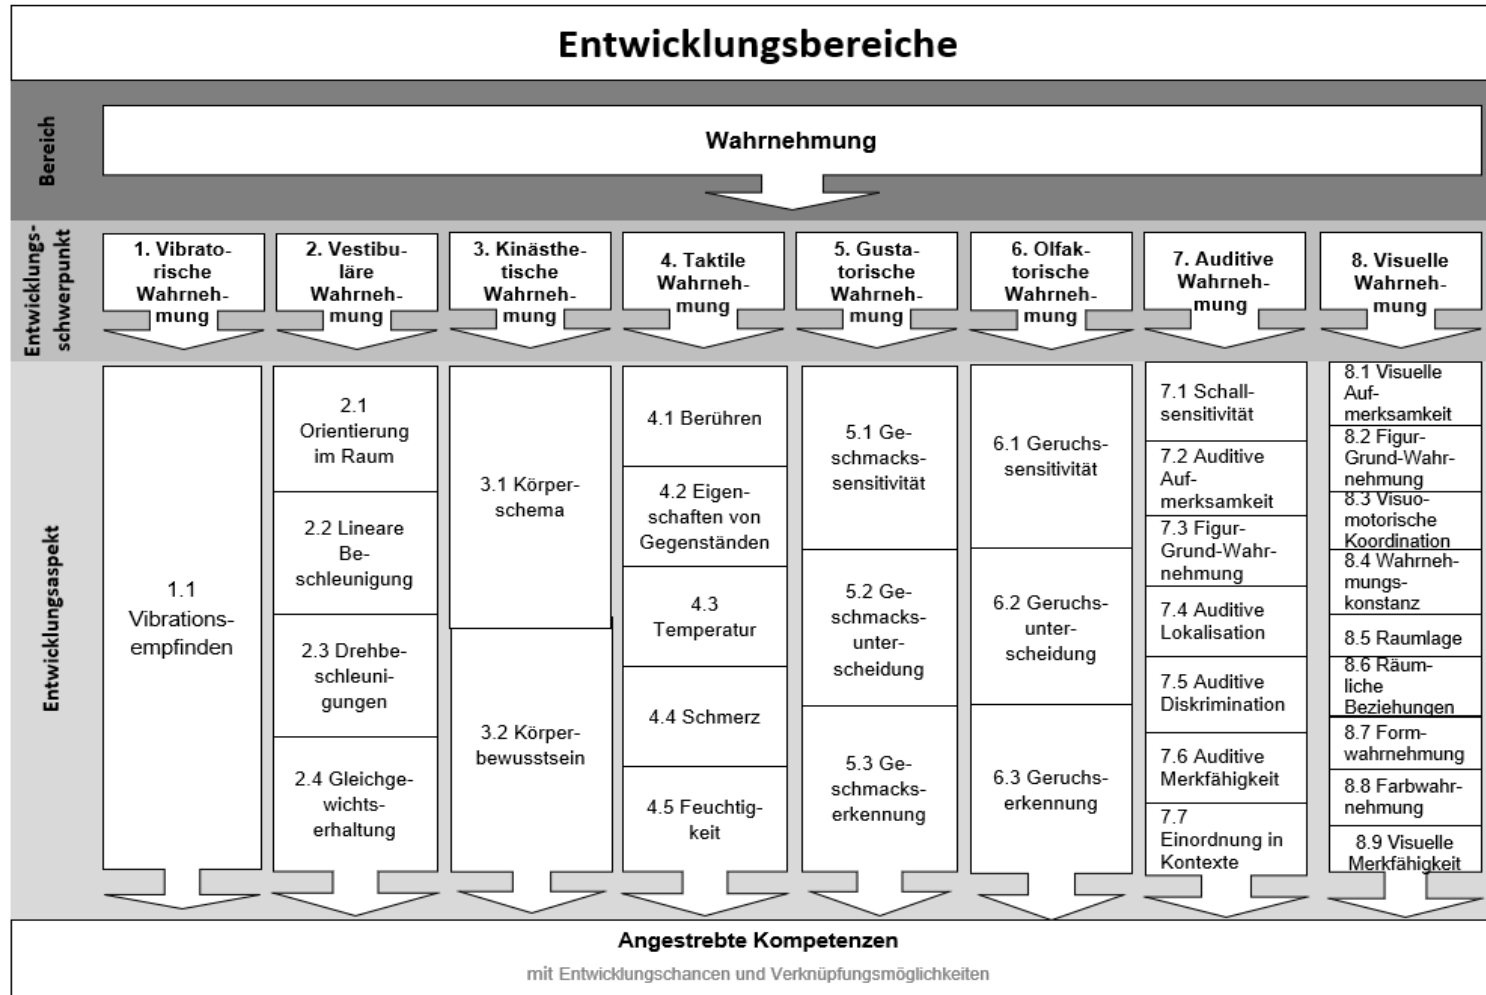 Entwicklungsbereiche
Bereich
Wahrnehmung
Entwicklungs-
schwerpunkt
1. Vibrato-
rische
Wahrneh-
mung
2. Vestibu-
läre
Wahrneh-
mung
3. Kinästhe-
tische
Wahrneh-
mung
4. Taktile
Wahrneh-
mung
5. Gusta-
torische
Wahrneh-
mung
6. Olfak-
torische
Wahrneh-
mung
7. Auditive
Wahrneh-
mung
8. Visuelle
Wahrneh-
mung
Entwicklungsaspekt
1.1
Vibrations-
empfinden
2.1
Orientierung
im Raum
2.2 Lineare
Be-
schleunigung
2.3 Drehbe-
schleuni-
gungen
2.4 Gleichge-
wichts-
erhaltung
3.1 Körper-
schema
3.2 Körper-
bewusstsein
4.1 Berühren
4.2 Eigen-
schaften von
Gegenständen
4.3
Temperatur
4.4 Schmerz
4.5 Feuchtig-
keit
5.1 Ge-
schmacks-
sensitivität
5.2 Ge-
schmacks-
unter-
scheidung
5.3 Ge-
schmacks-
erkennung
6.1 Geruchs-
sensitivität
6.2 Geruchs-
unter-
scheidung
6.3 Geruchs-
erkennung
7.1 Schall-
sensitivität
7.2 Auditive
Auf-
merksamkeit
7.3 Figur-
Grund-Wahr-
nehmung
7.4 Auditive
Lokalisation
7.5 Auditive
Diskrimination
7.6 Auditive
Merkfähigkeit
7.7
Einordnung in
Kontexte
8.1 Visuelle
Auf-
merksamkeit
8.2 Figur-
Grund-Wahr-
nehmung
8.3 Visuo-
motorische
Koordination
8.4 Wahrneh-
mungs-
konstanz
8.5 Raumlage
8.6 Räum-
liche
Beziehungen
8.7 Form-
wahrnehmung
8.8 Farbwahr-
nehmung
8.9 Visuelle
Merkfähigkeit
Angestrebte Kompetenzen
mit Entwicklungschancen und Verknüpfungsmöglichkeiten